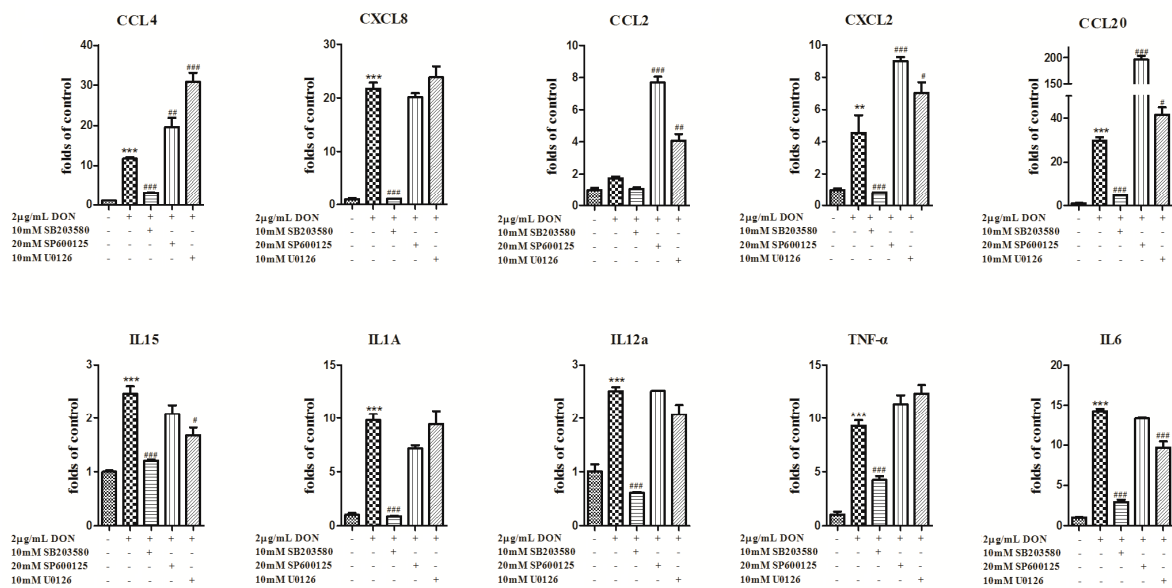 CCL4
folds of control
40
30
20
10
0
***
###
##
###
2µg/mL DON - + + + +
10mM SB203580 - - + - -
20mM SP600125 - - - + -
10mM U0126 - - - - +
CXCL8
folds of control
30
20
10
0
***
###
2µg/mL DON - + + + +
10mM SB203580 - - + - -
20mM SP600125 - - - + -
10mM U0126 - - - - +
CCL2
folds of control
10
8
6
4
2
0
###
##
2µg/mL DON - + + + +
10mM SB203580 - - + - -
20mM SP600125 - - - + -
10mM U0126 - - - - +
CXCL2
folds of control
10
8
6
4
2
0
**
###
###
#
2µg/mL DON - + + + +
10mM SB203580 - - + - -
20mM SP600125 - - - + -
10mM U0126 - - - - +
CCL20
folds of control
200
150
100
60
40
20
0
***
###
###
#
2µg/mL DON - + + + +
10mM SB203580 - - + - -
20mM SP600125 - - - + -
10mM U0126 - - - - +
IL15
folds of control
3
2
1
0
***
###
#
2µg/mL DON - + + + +
10mM SB203580 - - + - -
20mM SP600125 - - - + -
10mM U0126 - - - - +
IL1A
folds of control
15
10
5
0
***
###
2µg/mL DON - + + + +
10mM SB203580 - - + - -
20mM SP600125 - - - + -
10mM U0126 - - - - +
IL12a
folds of control
3
2
1
0
***
###
2µg/mL DON - + + + +
10mM SB203580 - - + - -
20mM SP600125 - - - + -
10mM U0126 - - - - +
TNF-α
folds of control
15
10
5
0
***
###
2µg/mL DON - + + + +
10mM SB203580 - - + - -
20mM SP600125 - - - + -
10mM U0126 - - - - +
IL6
folds of control
20
15
10
5
0
***
###
###
2µg/mL DON - + + + +
10mM SB203580 - - + - -
20mM SP600125 - - - + -
10mM U0126 - - - - +